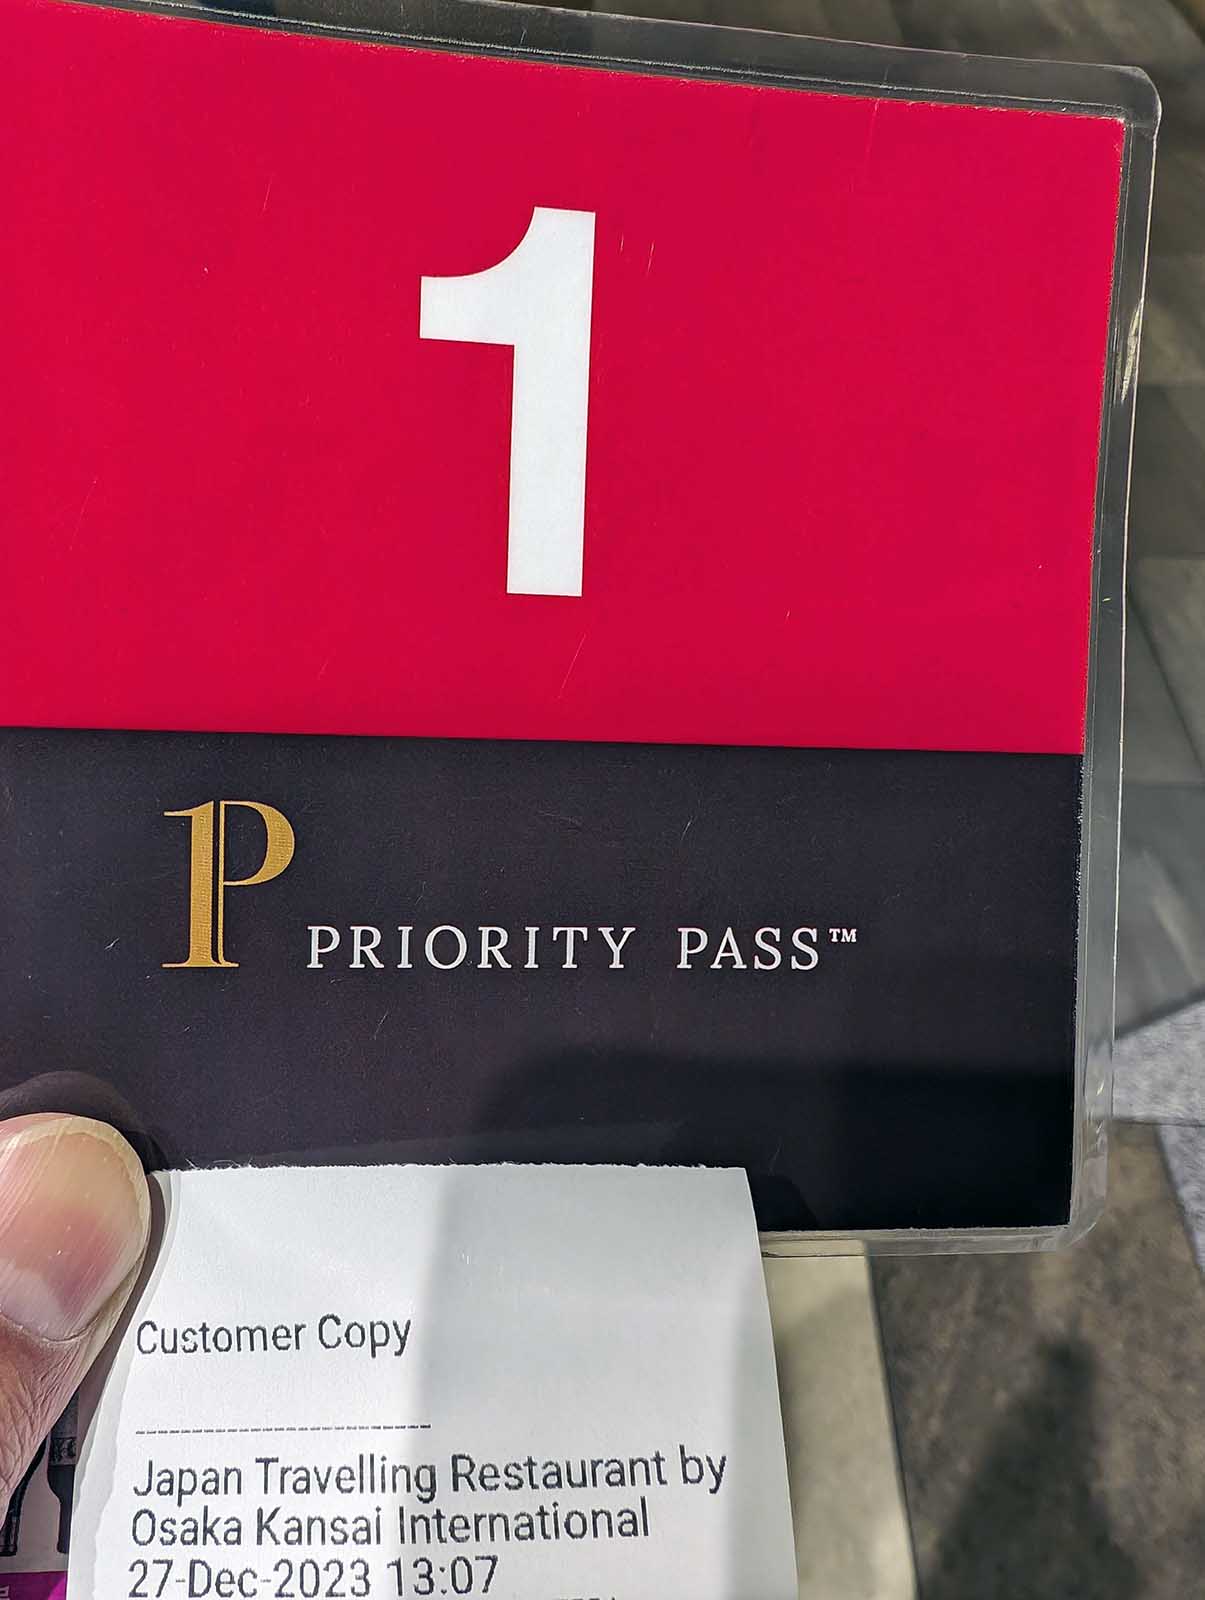 1
P PRIORITY PASS™
Customer Copy
Japan Travelling Restaurant by
Osaka Kansai International
27-Dec-2023 13:07